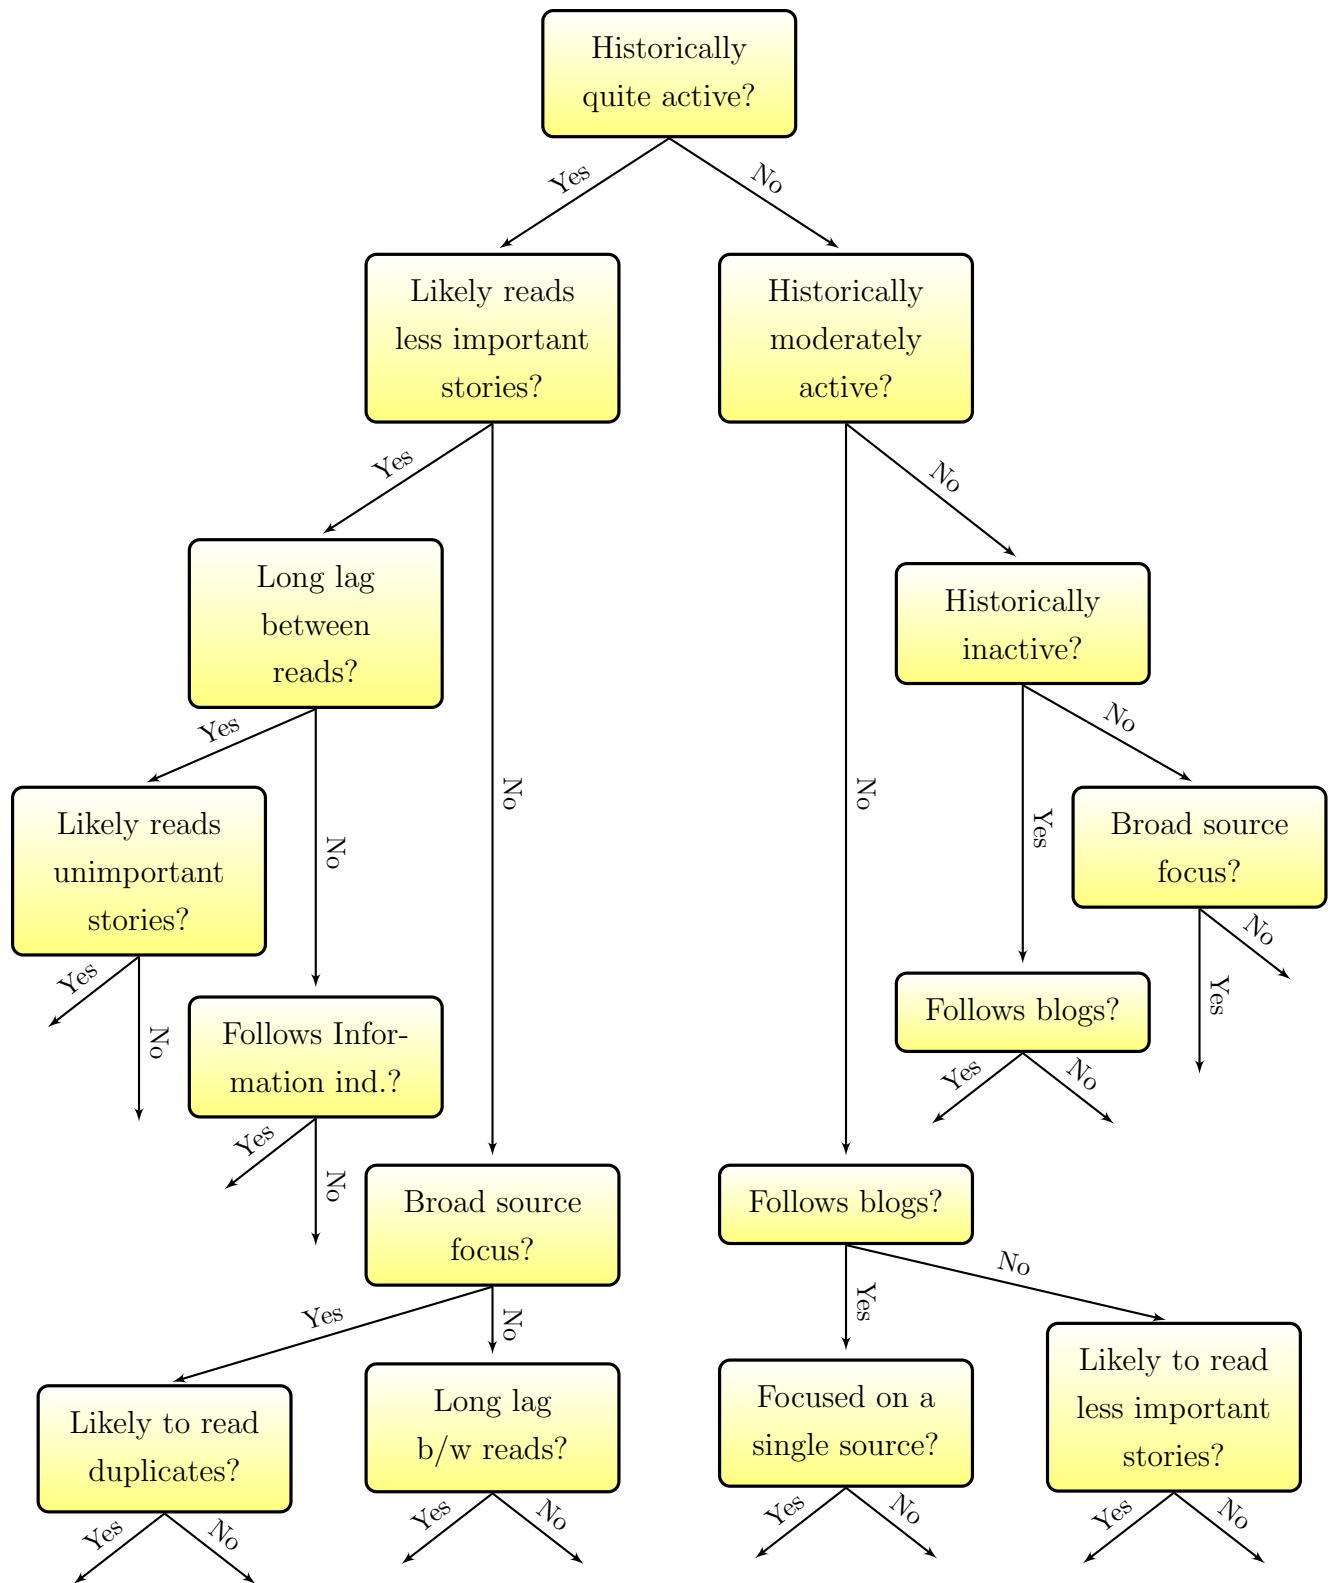 Historically
quite active?
Yes
No
Likely reads
less important
stories?
Historically
moderately
active?
Yes
No
No
No
Long lag
between
reads?
Historically
inactive?
Yes
No
No
Yes
Likely reads
unimportant
stories?
Broad source
focus?
Yes
No
No
Yes
Follows Infor-
mation ind.?
Follows blogs?
Yes
No
Yes
No
Broad source
focus?
Follows blogs?
Yes
No
Yes
No
Likely to read
duplicates?
Long lag
b/w reads?
Focused on a
single source?
Likely to read
less important
stories?
Yes
No
Yes
No
Yes
No
Yes
No